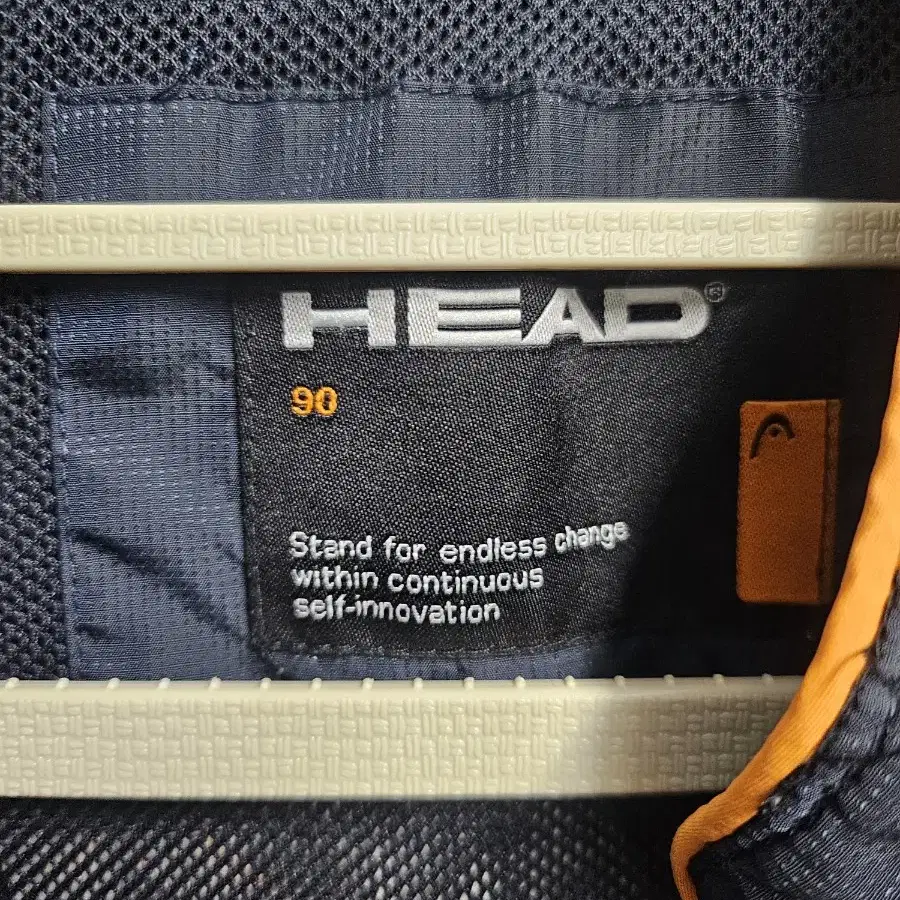 HEAD®
90
Stand for endless change
within continuous
self-innovation